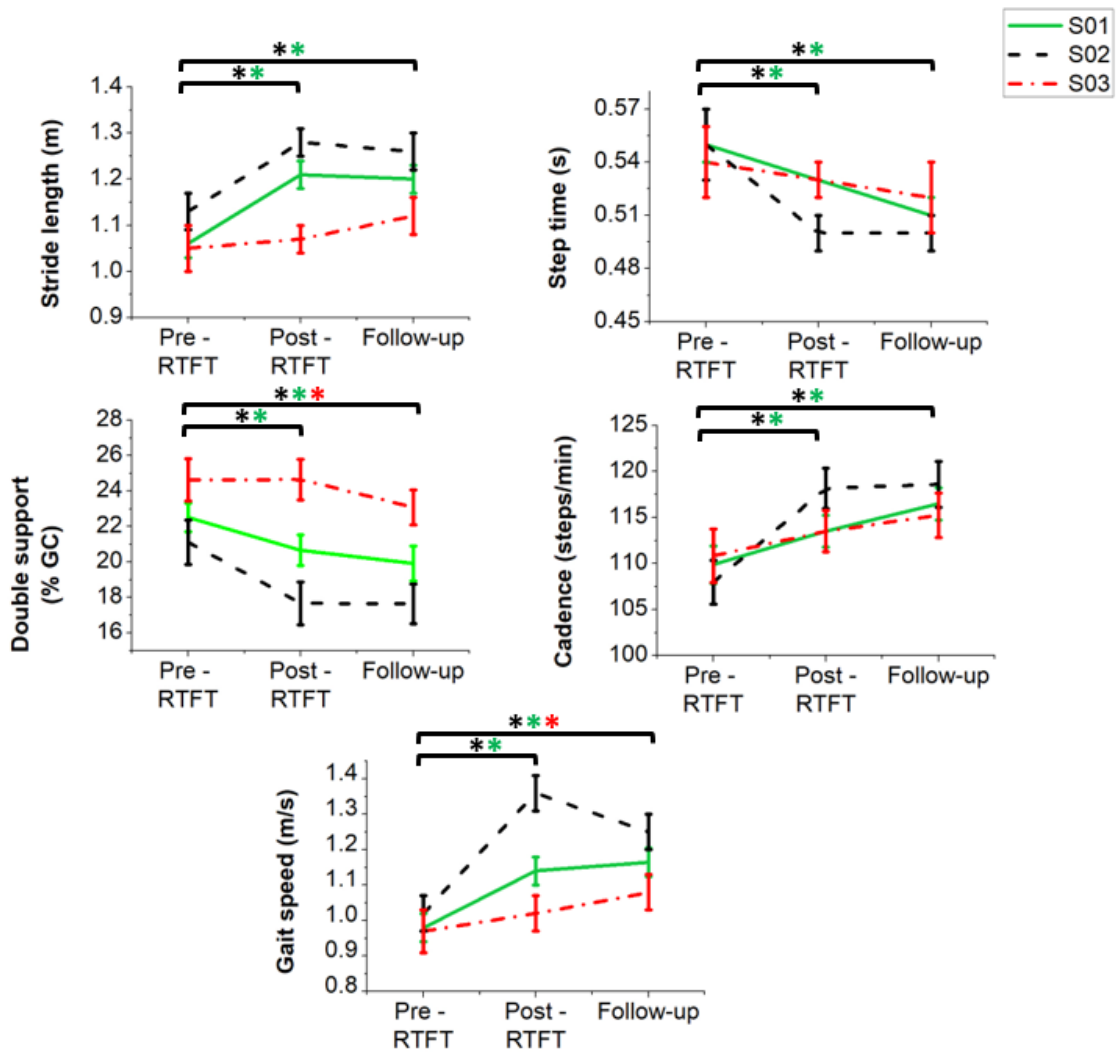 S01
S02
S03
**
**
Stride length (m)
1.4
1.3
1.2
1.1
1.0
0.9
Pre - RTFT
Post - RTFT
Follow-up
**
**
Step time (s)
0.57
0.54
0.51
0.48
0.45
Pre - RTFT
Post - RTFT
Follow-up
***
**
Double support
(% GC)
28
26
24
22
20
18
16
Pre - RTFT
Post - RTFT
Follow-up
**
**
Cadence (steps/min)
125
120
115
110
105
100
Pre - RTFT
Post - RTFT
Follow-up
***
**
Gait speed (m/s)
1.4
1.3
1.2
1.1
1.0
0.9
0.8
Pre - RTFT
Post - RTFT
Follow-up